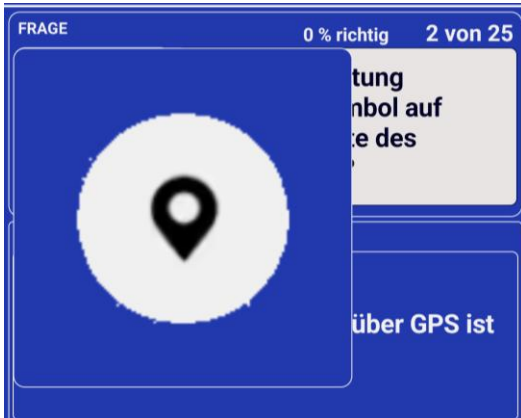 FRAGE
0 % richtig
2 von 25
tung
nbol auf
te des
über GPS ist